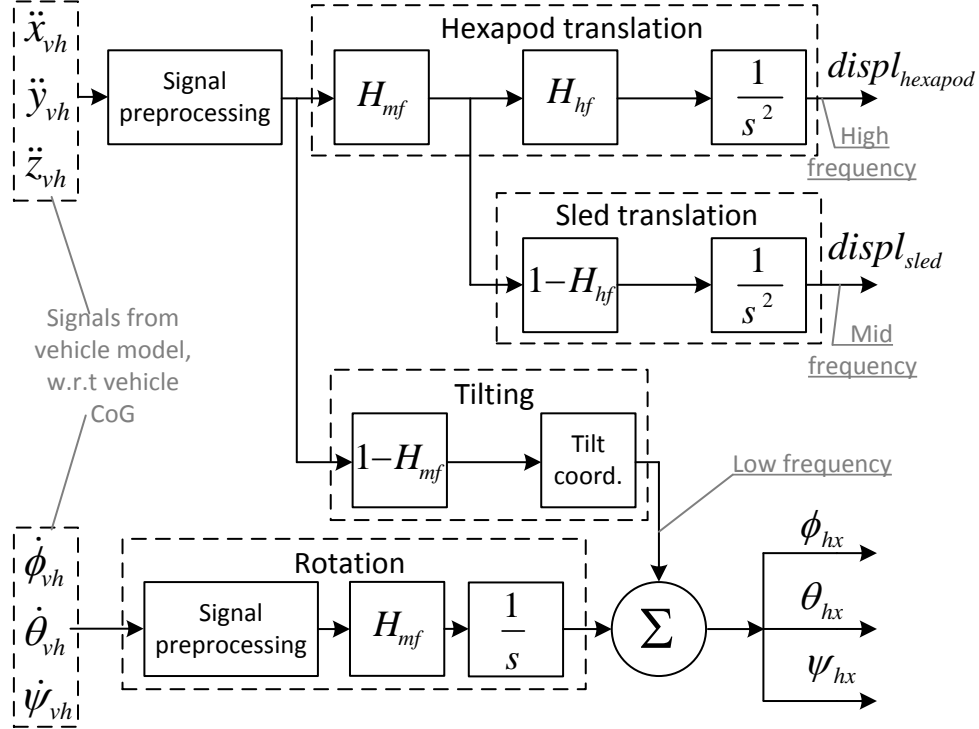 ẍ_vh
ÿ_vh
z̈_vh
Signal
preprocessing
Hexapod translation
H_mf
H_hf
1
s²
displ_hexapod
High
frequency
Sled translation
1−H_hf
1
s²
displ_sled
Mid
frequency
Signals from
vehicle model,
w.r.t vehicle
CoG
Tilting
1−H_mf
Tilt
coord.
Low frequency
ϕ̇_vh
θ̇_vh
ψ̇_vh
Rotation
Signal
preprocessing
H_mf
1
s
Σ
ϕ_hx
θ_hx
ψ_hx